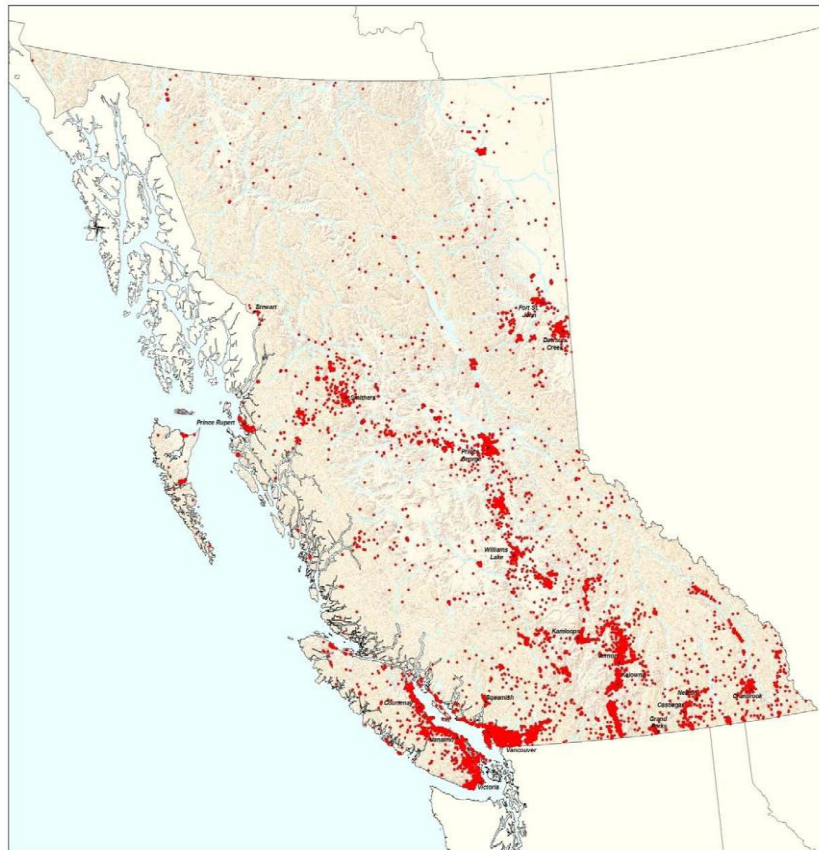 Stewart
Fort St.
John
Dawson
Creek
Smithers
Prince Rupert
Prince
George
Williams
Lake
Kamloops
Vernon
Kelowna
Squamish
Nelson
Cranbrook
Courtenay
Castlegar
Grand
Forks
Nanaimo
Vancouver
Victoria